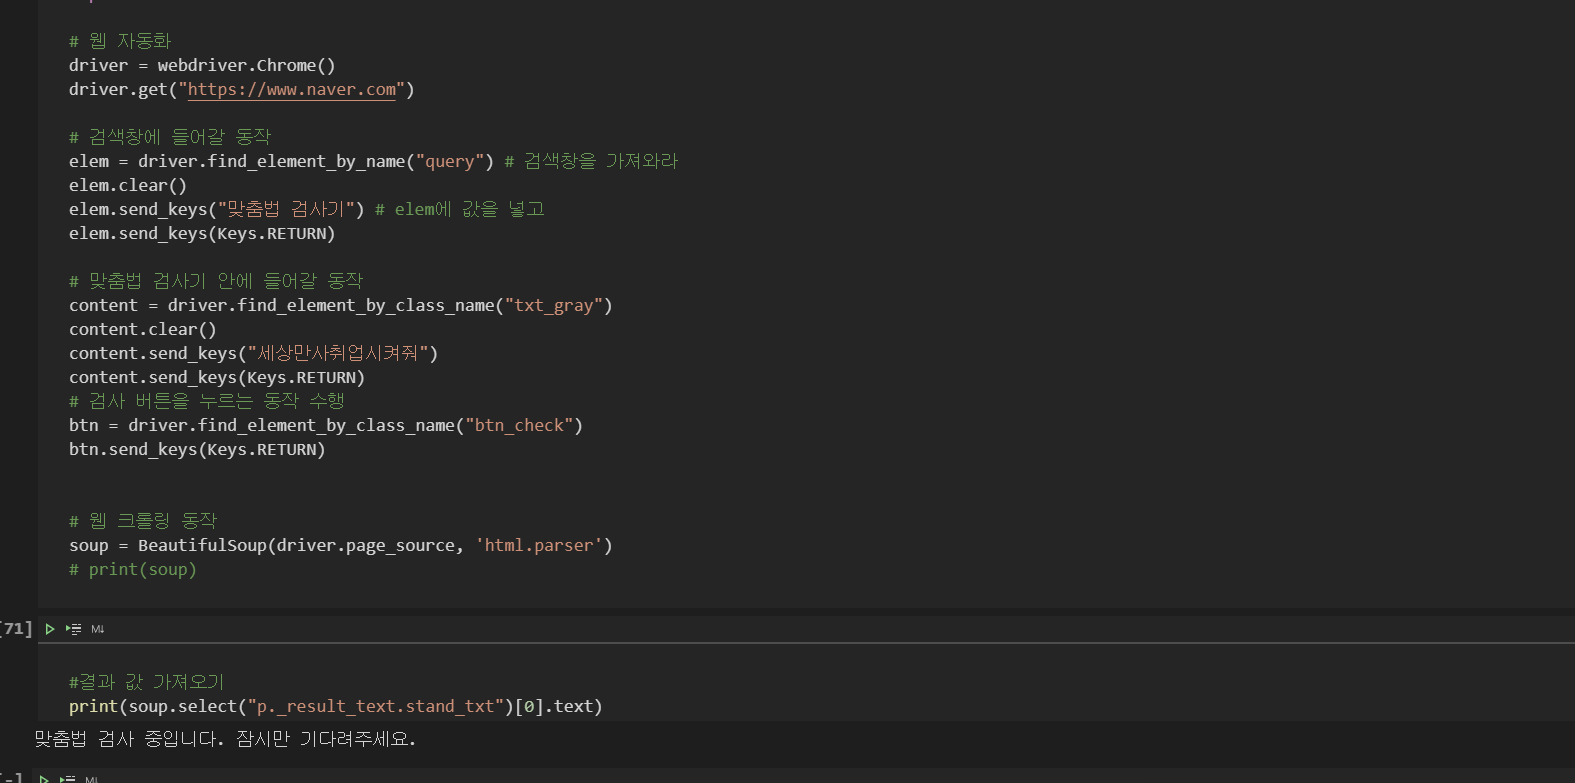 # 웹 자동화
driver = webdriver.Chrome()
driver.get("https://www.naver.com")
# 검색창에 들어갈 동작
elem = driver.find_element_by_name("query") # 검색창을 가져와라
elem.clear()
elem.send_keys("맞춤법 검사기") # elem에 값을 넣고
elem.send_keys(Keys.RETURN)
# 맞춤법 검사기 안에 들어갈 동작
content = driver.find_element_by_class_name("txt_gray")
content.clear()
content.send_keys("세상만사취업시켜줘")
content.send_keys(Keys.RETURN)
# 검사 버튼을 누르는 동작 수행
btn = driver.find_element_by_class_name("btn_check")
btn.send_keys(Keys.RETURN)
# 웹 크롤링 동작
soup = BeautifulSoup(driver.page_source, 'html.parser')
# print(soup)
[71] M↓
#결과 값 가져오기
print(soup.select("p._result_text.stand_txt")[0].text)
맞춤법 검사 중입니다. 잠시만 기다려주세요.
[-] M↓